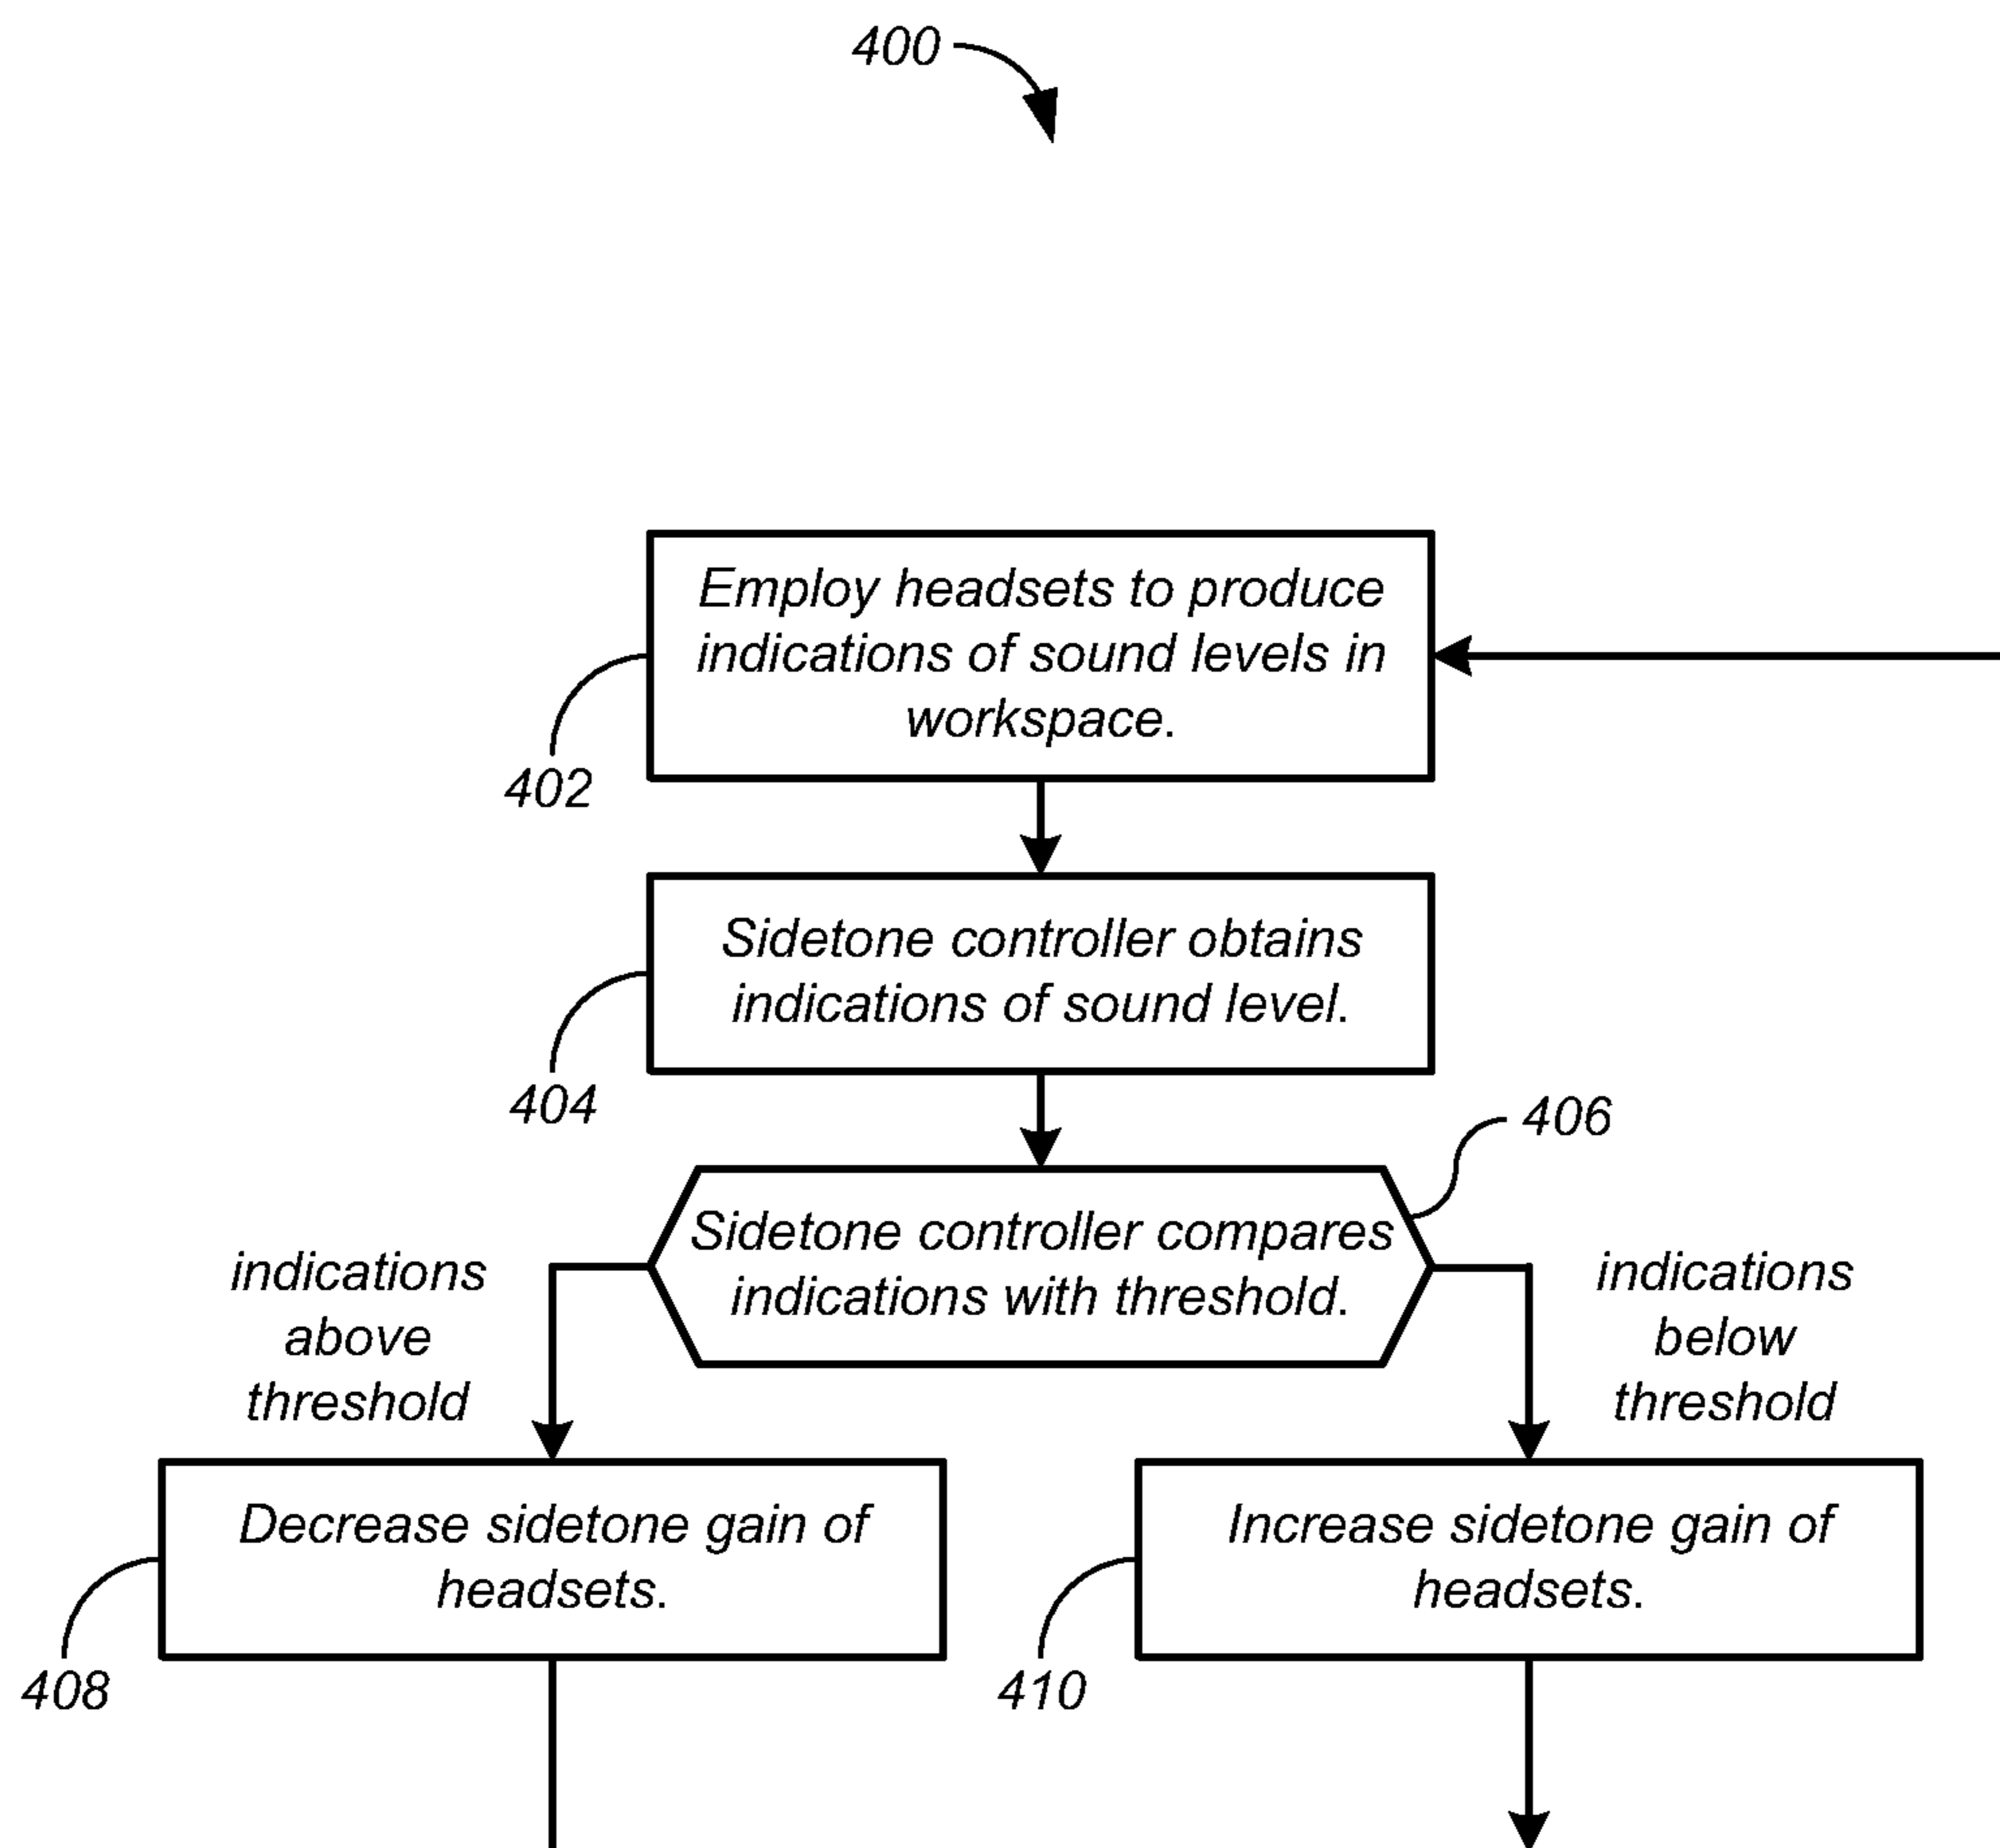 400
Employ headsets to produce
indications of sound levels in
workspace.
402
Sidetone controller obtains
indications of sound level.
404
406
Sidetone controller compares
indications with threshold.
indications
above
threshold
indications
below
threshold
Decrease sidetone gain of
headsets.
408
Increase sidetone gain of
headsets.
410